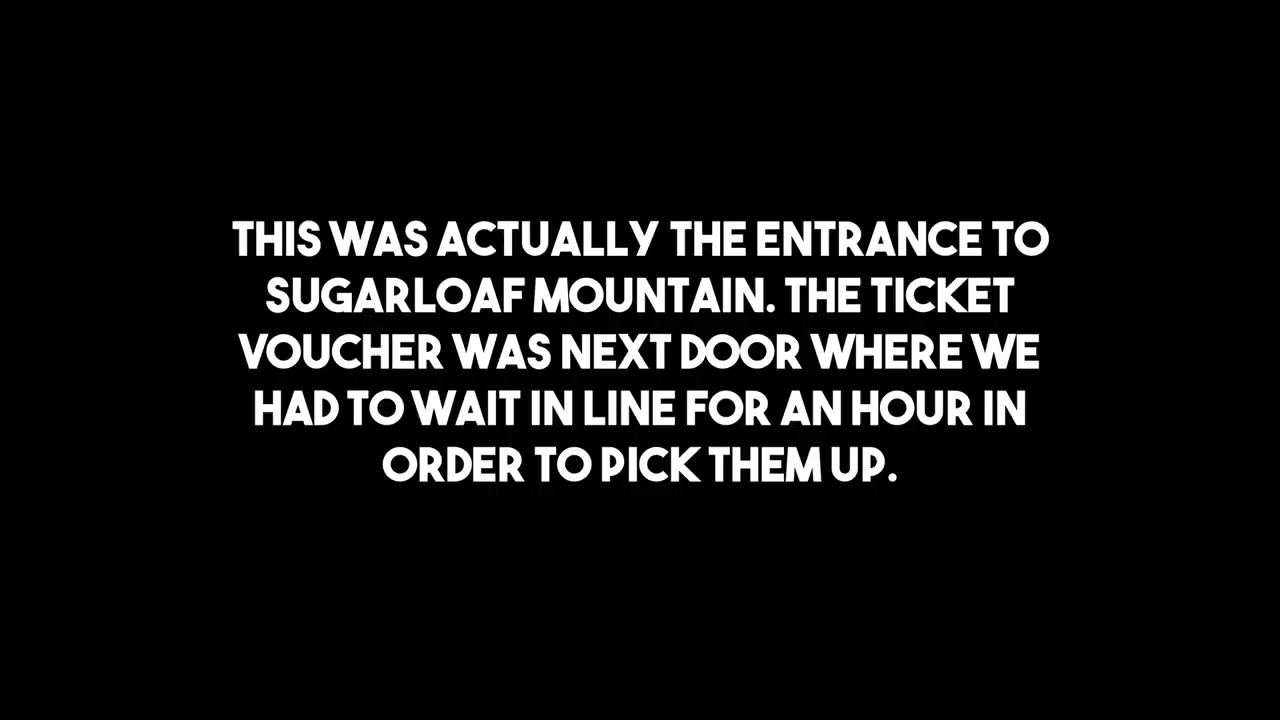 THIS WAS ACTUALLY THE ENTRANCE TO
SUGARLOAF MOUNTAIN. THE TICKET
VOUCHER WAS NEXT DOOR WHERE WE
HAD TO WAIT IN LINE FOR AN HOUR IN
ORDER TO PICK THEM UP.